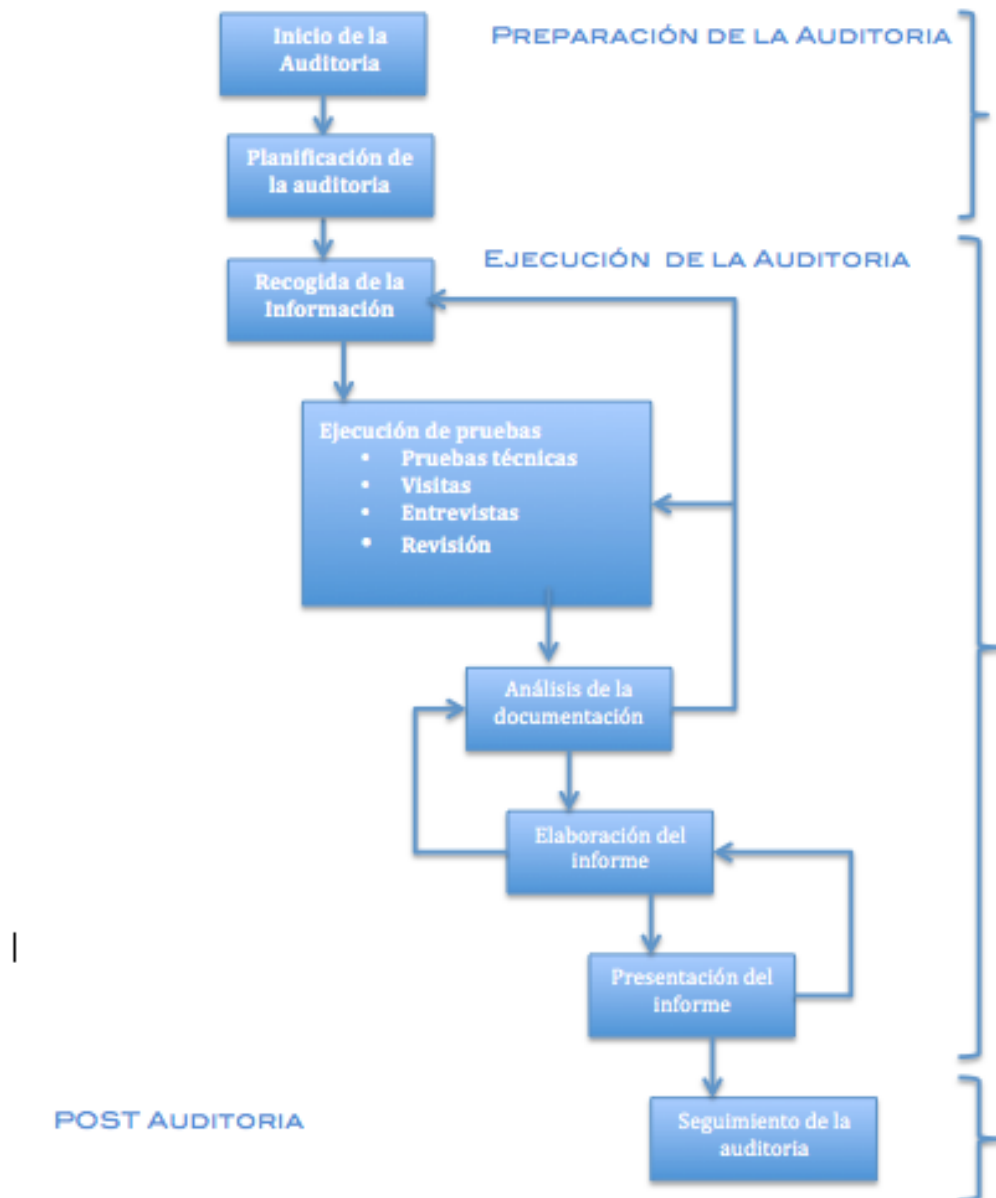 Inicio de la
Auditoria
PREPARACIÓN DE LA AUDITORIA
Planificación de
la auditoria
EJECUCIÓN DE LA AUDITORIA
Recogida de la
Información
Ejecución de pruebas
• Pruebas técnicas
• Visitas
• Entrevistas
• Revisión
Análisis de la
documentación
Elaboración del
informe
Presentación del
informe
POST AUDITORIA
Seguimiento de la
auditoria